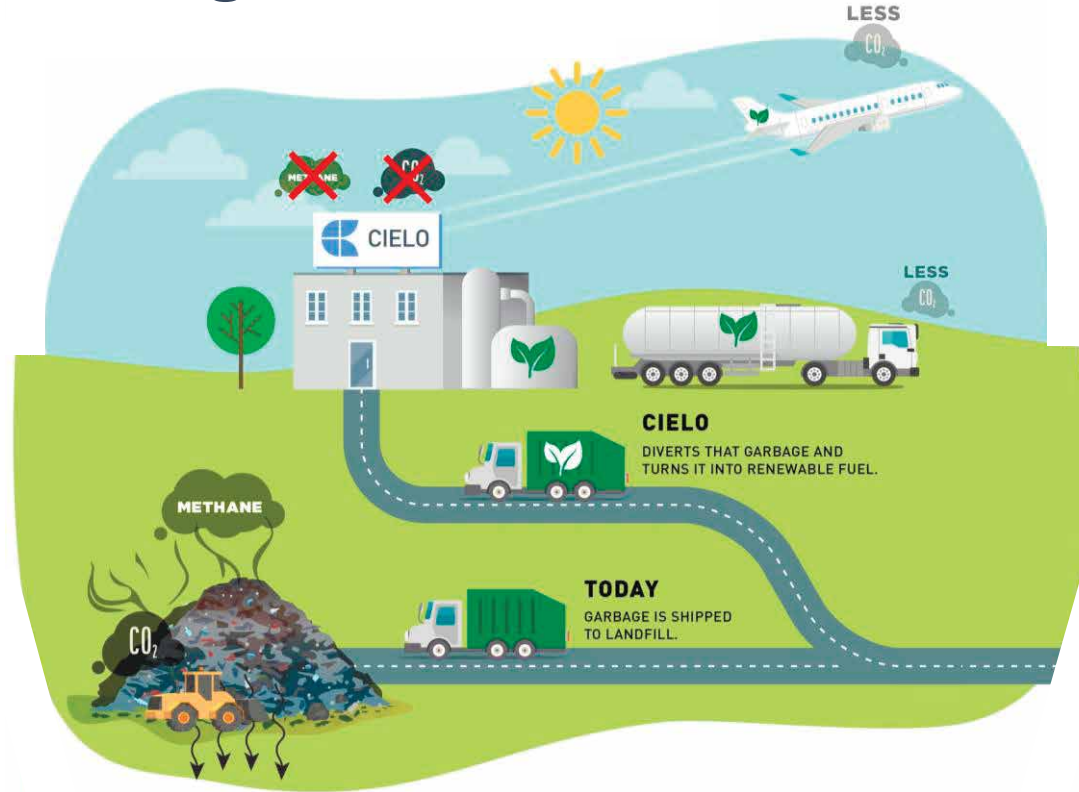 LESS
CO₂
METHANE
CO₂
CIELO
LESS
CO₂
CIELO
DIVERTS THAT GARBAGE AND
TURNS IT INTO RENEWABLE FUEL.
METHANE
TODAY
GARBAGE IS SHIPPED
TO LANDFILL.
CO₂